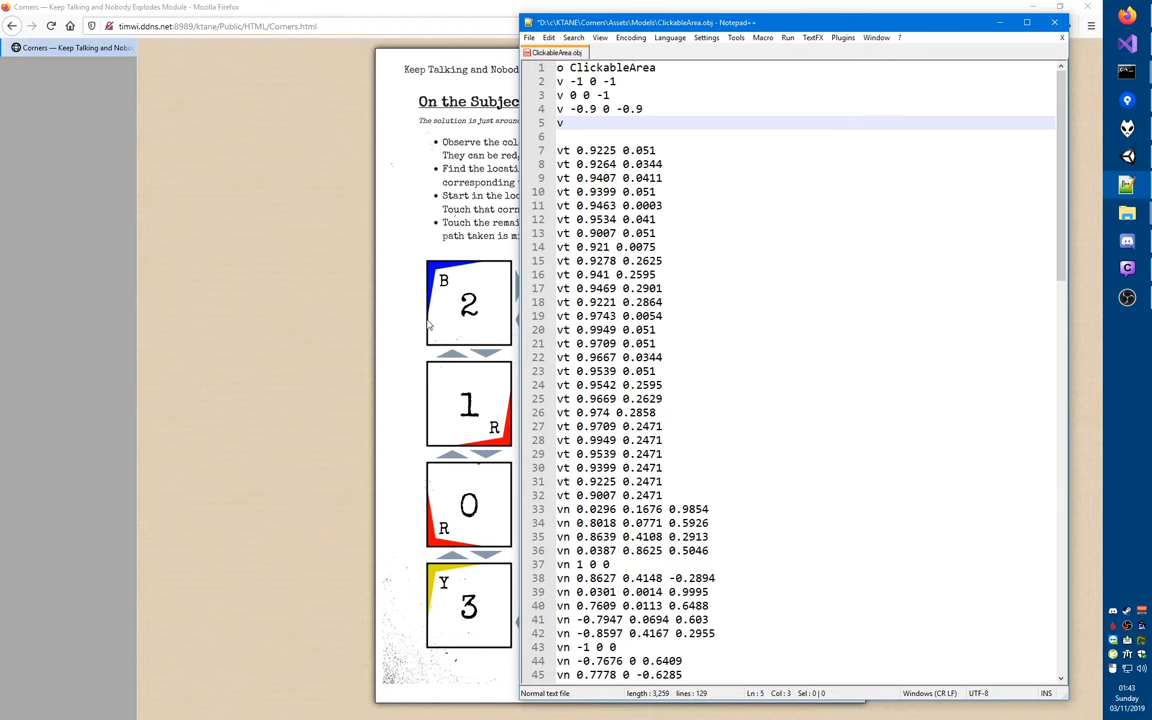 Corners — Keep Talking and Nobody Explodes Module - Mozilla Firefox
timwi.ddns.net:8989/ktane/Public/HTML/Corners.html
Corners — Keep Talking and Nobo
Keep Talking and Nobod
On the Subjec
The solution is just around
Observe the col
They can be red,
Find the locati
corresponding
Start in the loc
Touch that corn
Touch the remai
path taken is mi
B
2
1
R
0
R
Y
3
*D:\c\KTANE\Corners\Assets\Models\ClickableArea.obj - Notepad++
File Edit Search View Encoding Language Settings Tools Macro Run TextFX Plugins Window ? X
ClickableArea.obj
1 o ClickableArea
2 v -1 0 -1
3 v 0 0 -1
4 v -0.9 0 -0.9
5 v
6
7 vt 0.9225 0.051
8 vt 0.9264 0.0344
9 vt 0.9407 0.0411
10 vt 0.9399 0.051
11 vt 0.9463 0.0003
12 vt 0.9534 0.041
13 vt 0.9007 0.051
14 vt 0.921 0.0075
15 vt 0.9278 0.2625
16 vt 0.941 0.2595
17 vt 0.9469 0.2901
18 vt 0.9221 0.2864
19 vt 0.9743 0.0054
20 vt 0.9949 0.051
21 vt 0.9709 0.051
22 vt 0.9667 0.0344
23 vt 0.9539 0.051
24 vt 0.9542 0.2595
25 vt 0.9669 0.2629
26 vt 0.974 0.2858
27 vt 0.9709 0.2471
28 vt 0.9949 0.2471
29 vt 0.9539 0.2471
30 vt 0.9399 0.2471
31 vt 0.9225 0.2471
32 vt 0.9007 0.2471
33 vn 0.0296 0.1676 0.9854
34 vn 0.8018 0.0771 0.5926
35 vn 0.8639 0.4108 0.2913
36 vn 0.0387 0.8625 0.5046
37 vn 1 0 0
38 vn 0.8627 0.4148 -0.2894
39 vn 0.0301 0.0014 0.9995
40 vn 0.7609 0.0113 0.6488
41 vn -0.7947 0.0694 0.603
42 vn -0.8597 0.4167 0.2955
43 vn -1 0 0
44 vn -0.7676 0 0.6409
45 vn 0.7778 0 -0.6285
Normal text file length : 3,259 lines : 129 Ln : 5 Col : 3 Sel : 0 | 0 Windows (CR LF) UTF-8 INS
01:43
Sunday
03/11/2019